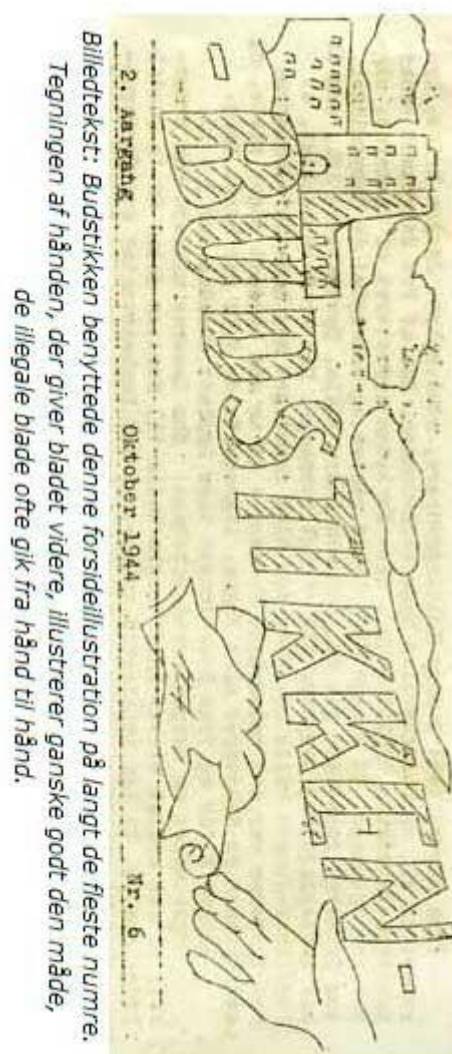 - BUDSTIKKEN -
2. Aargang Oktober 1944 Nr. 6
Billedtekst: Budstikken benyttede denne forsideillustration på langt de fleste numre.
Tegningen af hånden, der giver bladet videre, illustrerer ganske godt den måde,
de illegale blade ofte gik fra hånd til hånd.